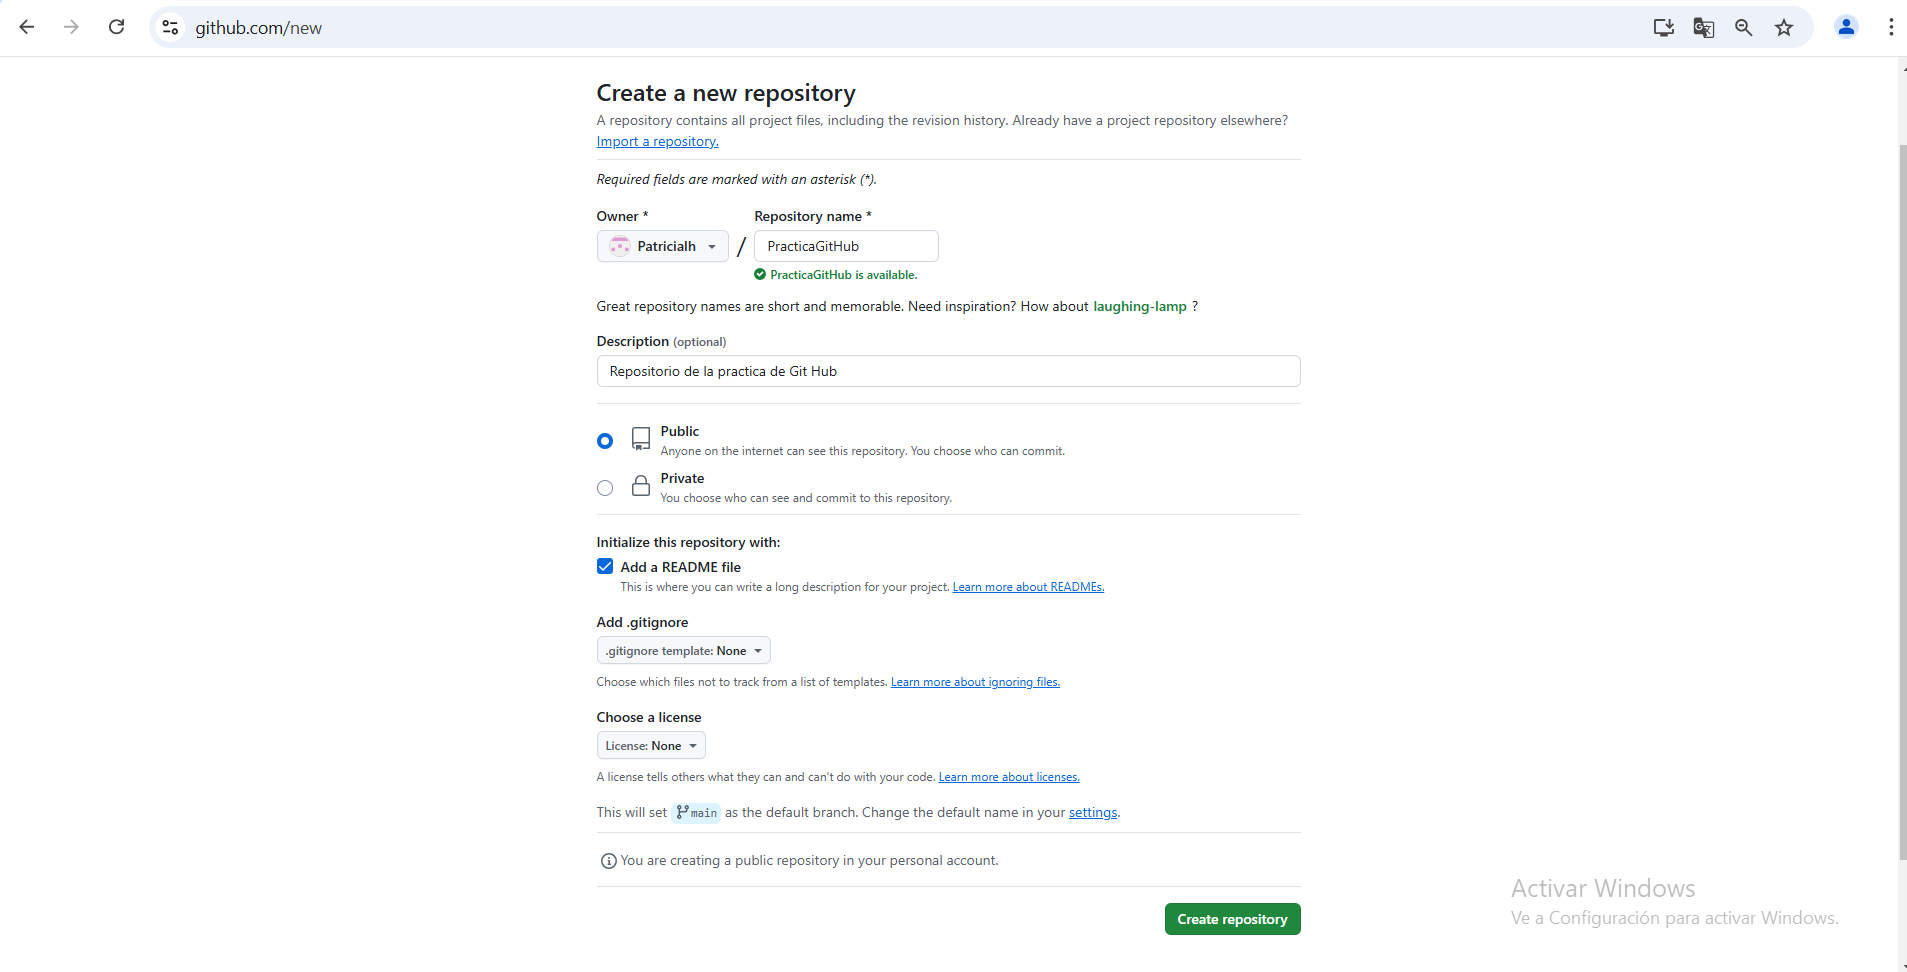 github.com/new
Create a new repository
A repository contains all project files, including the revision history. Already have a project repository elsewhere?
Import a repository.
Required fields are marked with an asterisk (*).
Owner *
Repository name *
Patricialh
/
PracticaGitHub
PracticaGitHub is available.
Great repository names are short and memorable. Need inspiration? How about laughing-lamp ?
Description (optional)
Repositorio de la practica de Git Hub
Public
Anyone on the internet can see this repository. You choose who can commit.
Private
You choose who can see and commit to this repository.
Initialize this repository with:
Add a README file
This is where you can write a long description for your project. Learn more about READMEs.
Add .gitignore
.gitignore template: None
Choose which files not to track from a list of templates. Learn more about ignoring files.
Choose a license
License: None
A license tells others what they can and can't do with your code. Learn more about licenses.
This will set main as the default branch. Change the default name in your settings.
You are creating a public repository in your personal account.
Create repository
Activar Windows
Ve a Configuración para activar Windows.